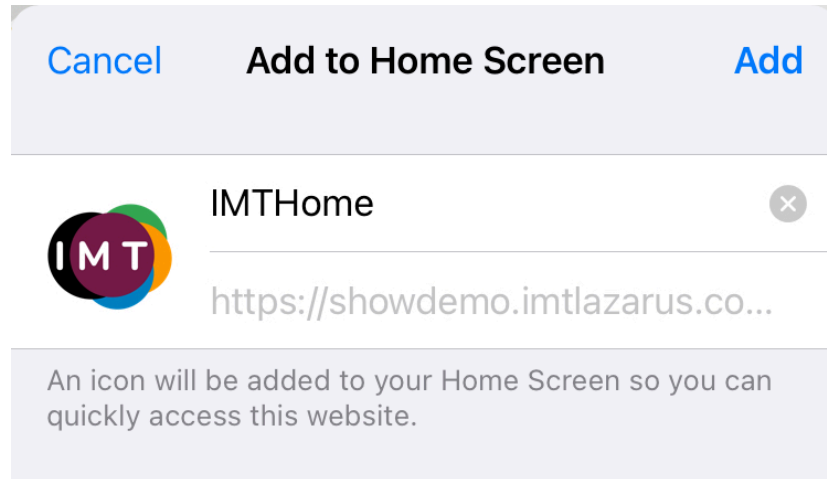 Cancel Add to Home Screen Add
IMTHome
IMT
https://showdemo.imtlazarus.co...
An icon will be added to your Home Screen so you can
quickly access this website.